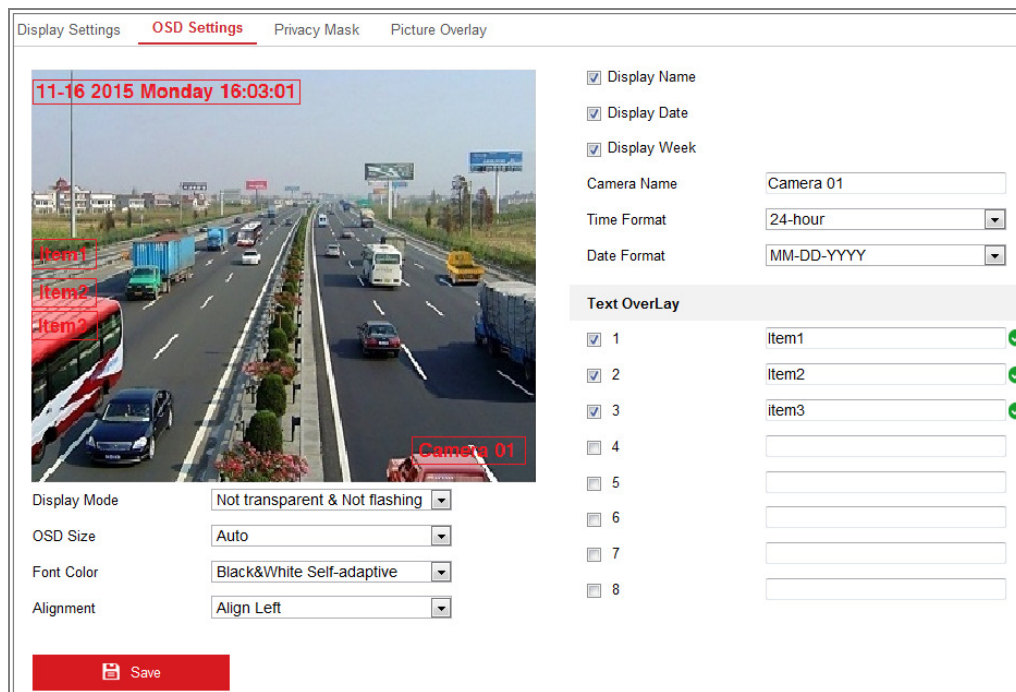 Display Settings OSD Settings Privacy Mask Picture Overlay
11-16 2015 Monday 16:03:01
Item1
Item2
Item3
Camera 01
Display Mode Not transparent & Not flashing
OSD Size Auto
Font Color Black&White Self-adaptive
Alignment Align Left
Save
Display Name
Display Date
Display Week
Camera Name Camera 01
Time Format 24-hour
Date Format MM-DD-YYYY
Text OverLay
1 Item1
2 Item2
3 item3
4
5
6
7
8